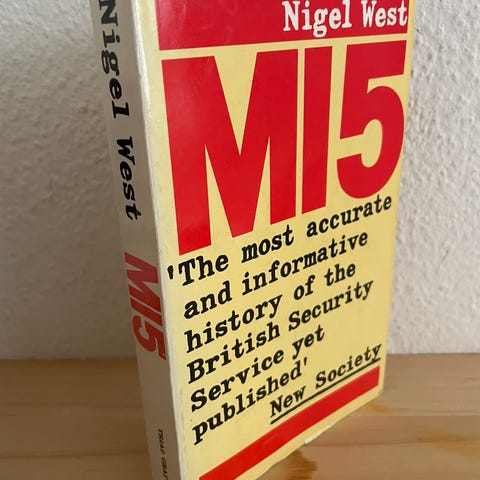 Nigel West
MI5
'The most accurate
and informative
history of the
British Security
Service yet
published'
New Society
Nigel West
MI5